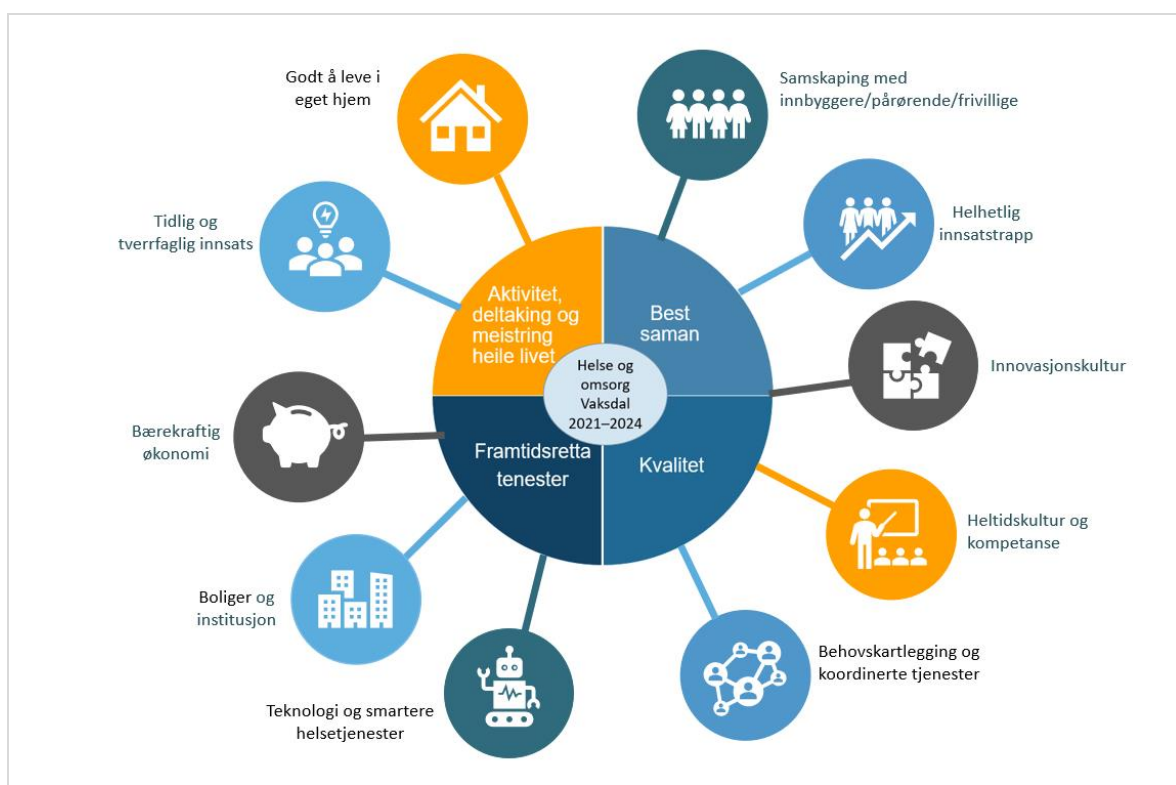 Godt å leve i
eget hjem
Samskaping med
innbyggere/pårørende/frivillige
Tidlig og
tverrfaglig innsats
Helhetlig
innsatstrapp
Aktivitet,
deltaking og
meistring
heile livet
Best
saman
Helse og
omsorg
Vaksdal
2021–2024
Innovasjonskultur
Bærekraftig
økonomi
Framtidsretta
tenester
Kvalitet
Heltidskultur og
kompetanse
Boliger og
institusjon
Behovskartlegging og
koordinerte tjenester
Teknologi og smartere
helsetjenester